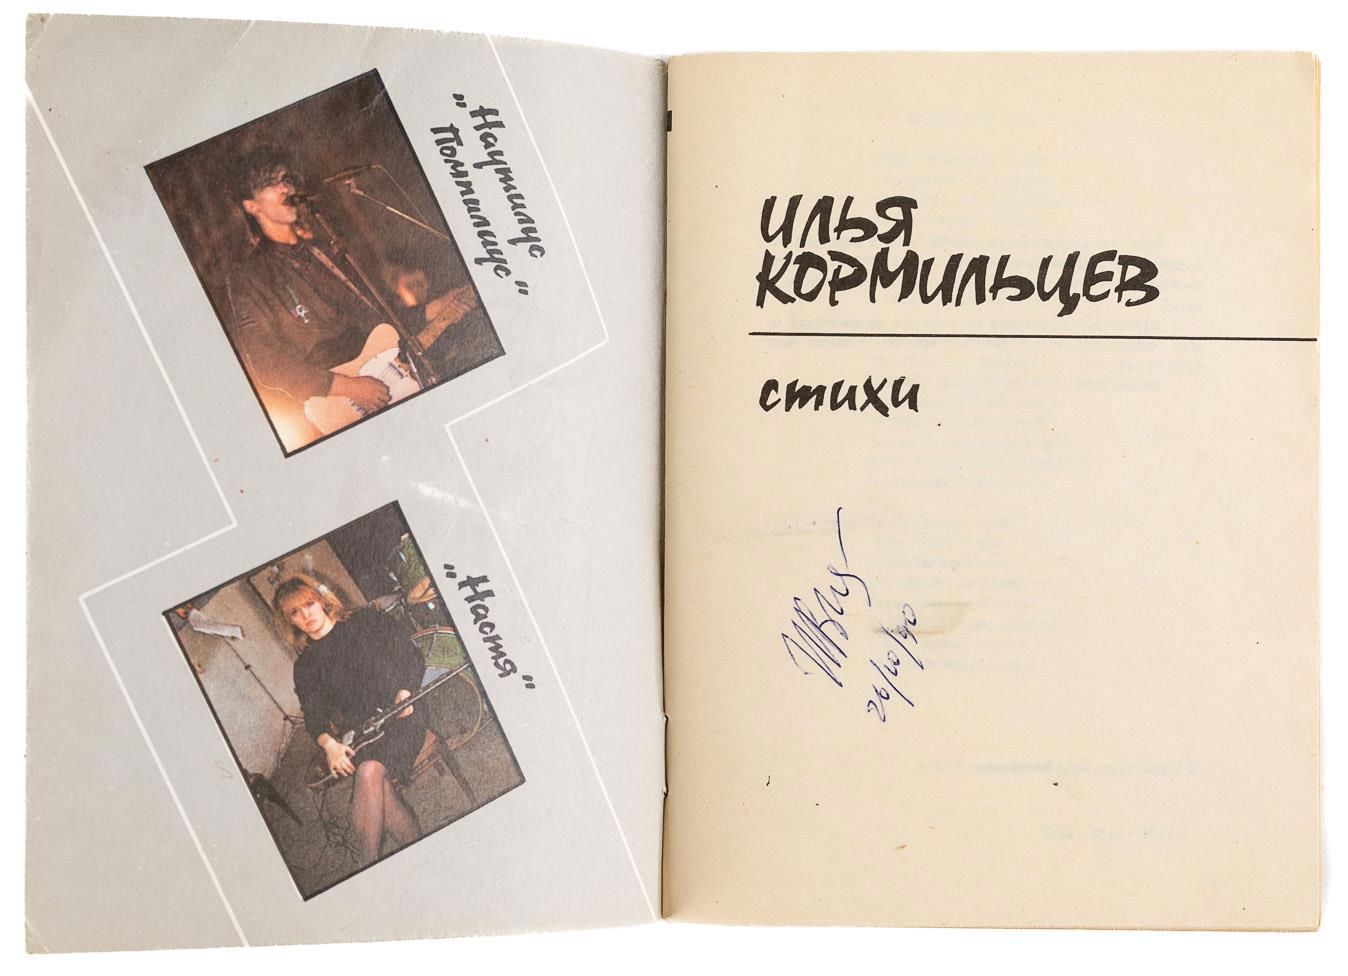 „Наутилус
Помпилиус"
„Настя"
ИЛЬЯ
КОРМИЛЬЦЕВ
стихи
26/10/90